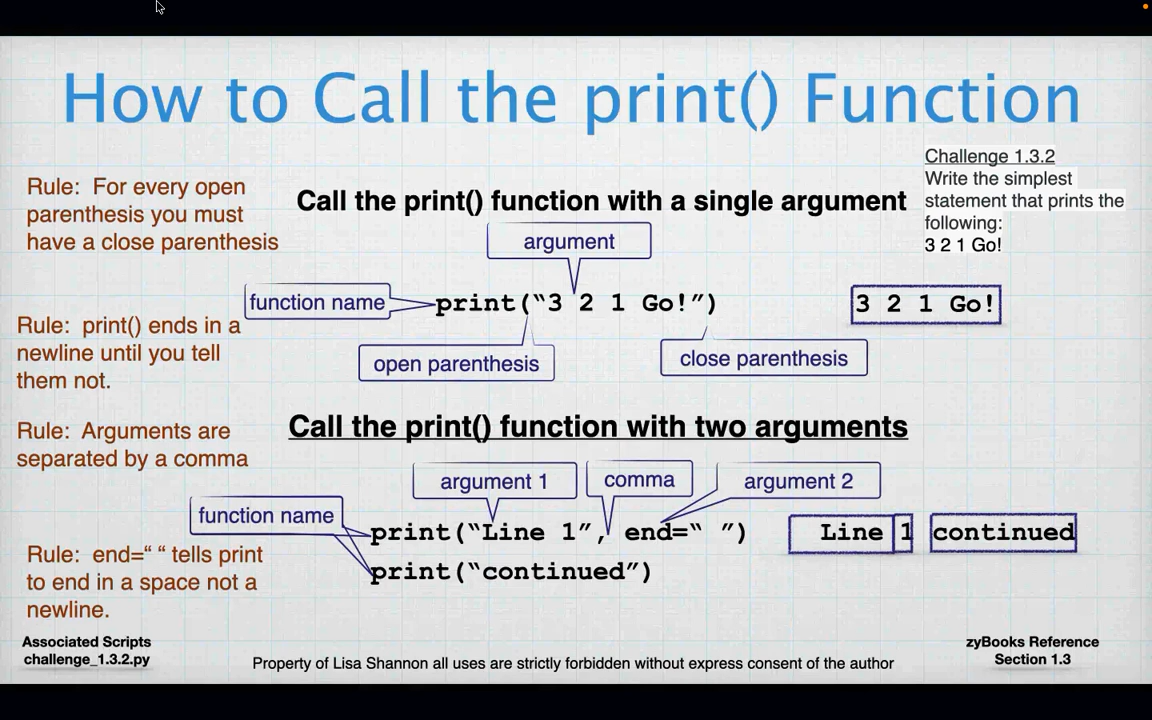 How to Call the print() Function
Challenge 1.3.2
Write the simplest
statement that prints the
following:
3 2 1 Go!
Rule:  For every open
parenthesis you must
have a close parenthesis
Call the print() function with a single argument
argument
function name
print(“3 2 1 Go!”)
3 2 1 Go!
open parenthesis
close parenthesis
Rule:  print() ends in a
newline until you tell
them not.
Rule:  Arguments are
separated by a comma
Call the print() function with two arguments
argument 1
comma
argument 2
function name
print(“Line 1”, end=“ ”)
print(“continued”)
Line 1 continued
Rule:  end=“ “ tells print
to end in a space not a
newline.
Associated Scripts
challenge_1.3.2.py
Property of Lisa Shannon all uses are strictly forbidden without express consent of the author
zyBooks Reference
Section 1.3